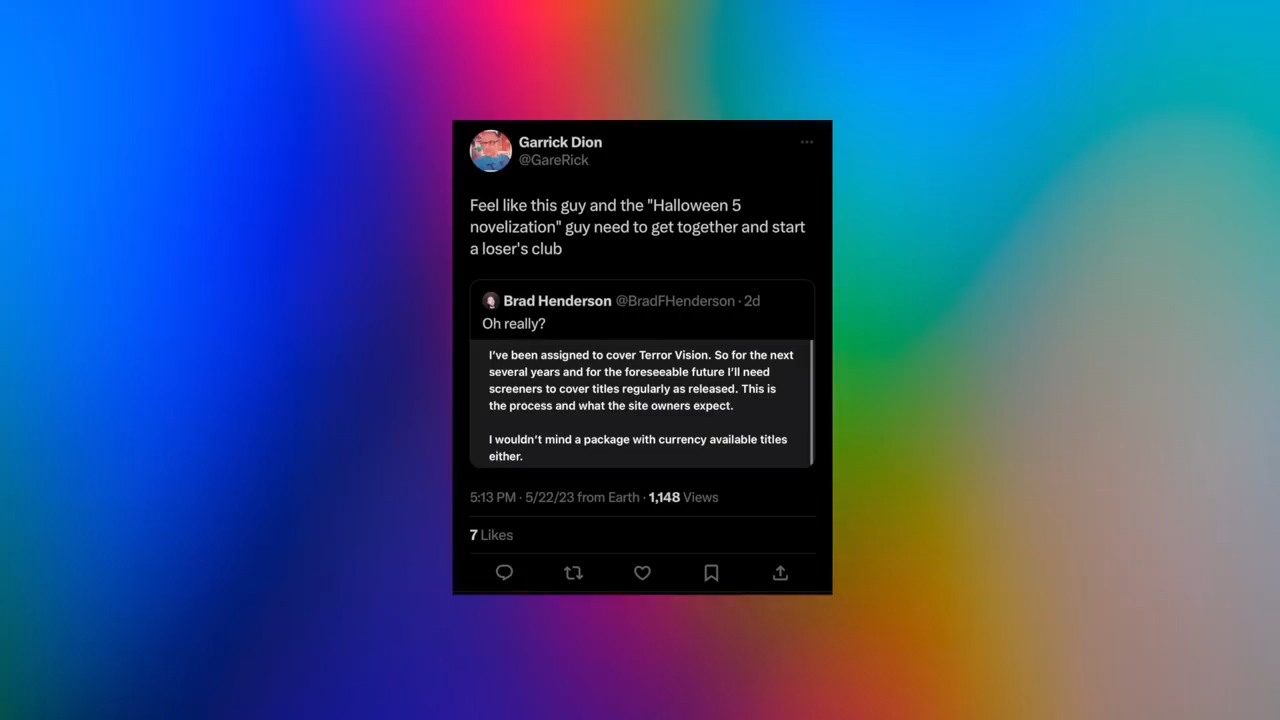 Garrick Dion
@GareRick
Feel like this guy and the "Halloween 5
novelization" guy need to get together and start
a loser's club
Brad Henderson @BradFHenderson · 2d
Oh really?
I've been assigned to cover Terror Vision. So for the next
several years and for the foreseeable future I'll need
screeners to cover titles regularly as released. This is
the process and what the site owners expect.
I wouldn't mind a package with currency available titles
either.
5:13 PM · 5/22/23 from Earth · 1,148 Views
7 Likes